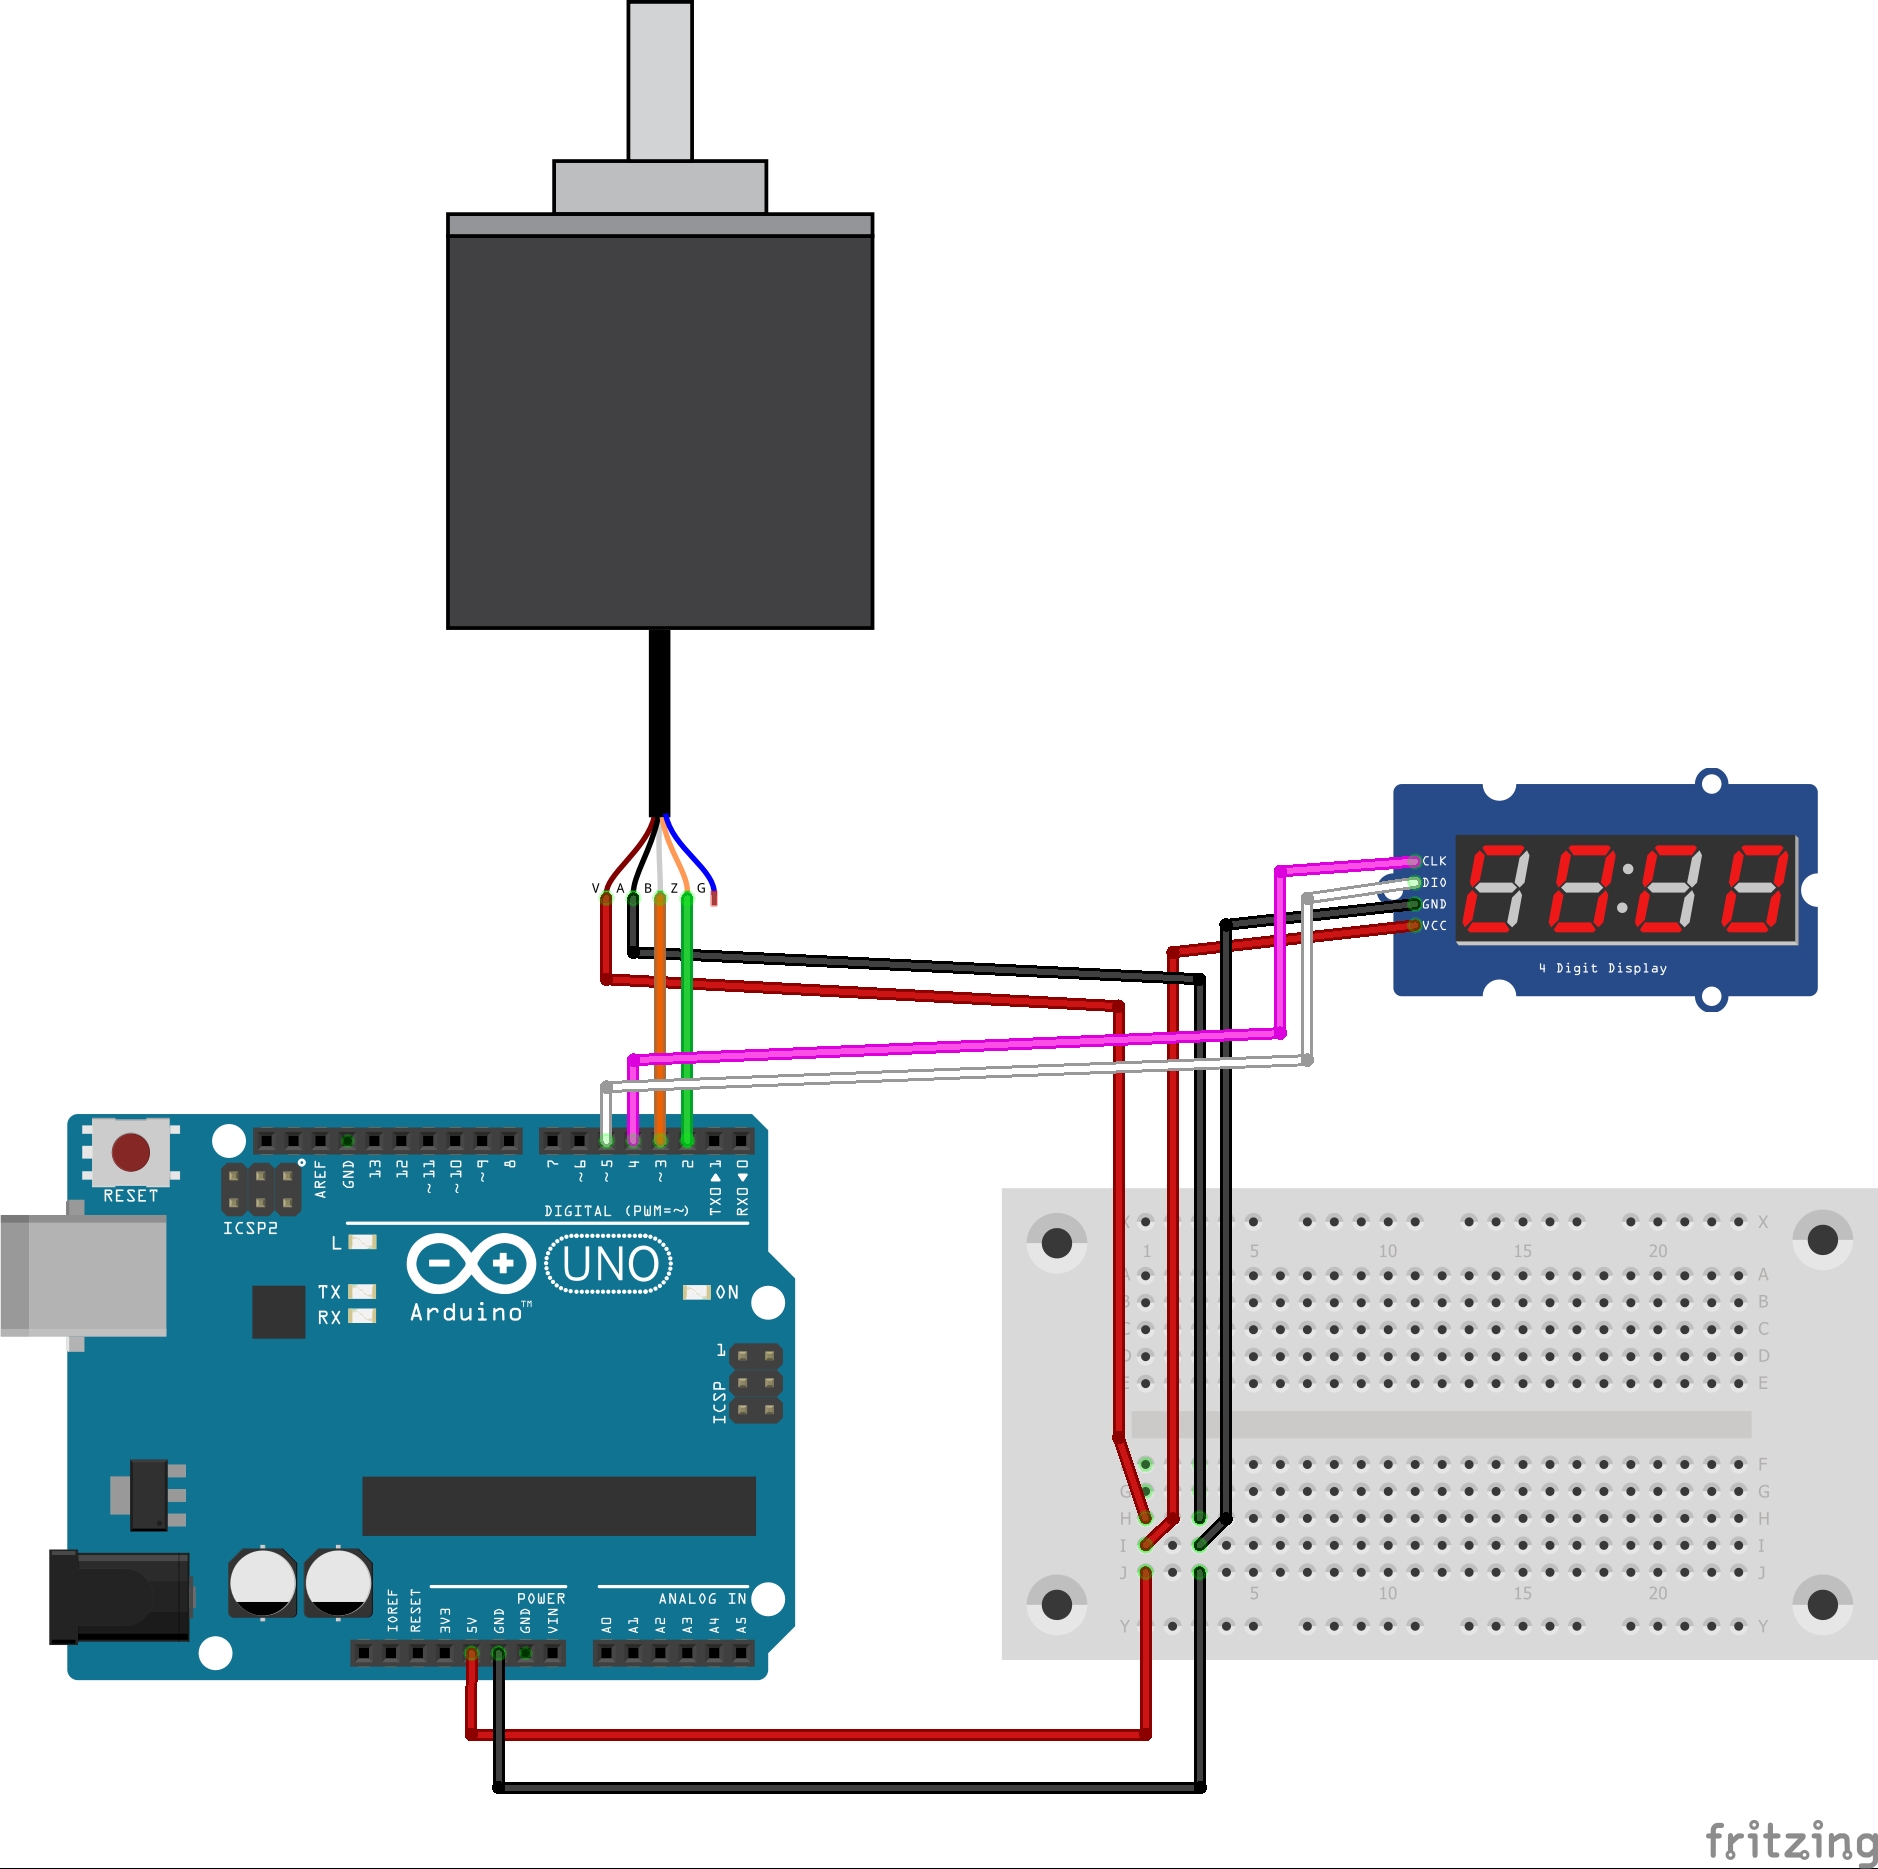 V A B Z G
CLK
DIO
GND
VCC
4 Digit Display
RESET
ICSP2
AREF
GND
13
12
~11
~10
~9
8
7
~6
~5
4
~3
2
TX0▶1
RX0◀0
DIGITAL (PWM=~)
L
TX
RX
UNO
Arduino™
ON
1
ICSP
IOREF
RESET
3V3
5V
GND
GND
VIN
POWER
ANALOG IN
A0
A1
A2
A3
A4
A5
X X
1 5 10 15 20
A A
B B
C C
D D
E E
F
G G
H H
I I
J J
5 10 15 20
Y Y
fritzing